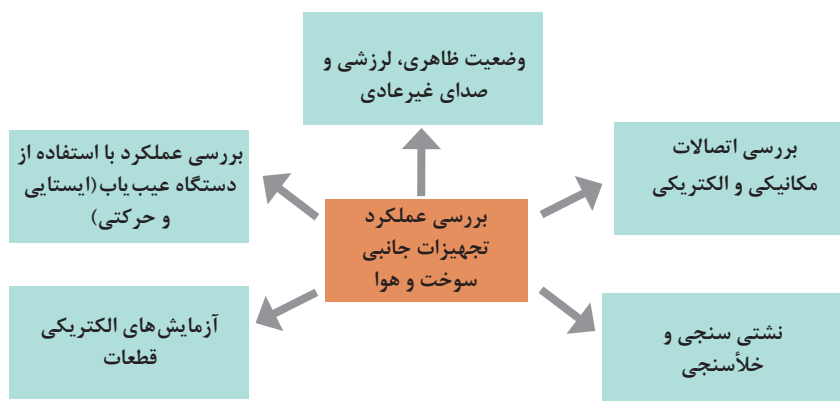 وضعیت ظاهری، لرزشی و
صدای غیرعادی
بررسی اتصالات
مکانیکی و الکتریکی
بررسی عملکرد با استفاده از
دستگاه عیب‌یاب(ایستایی
و حرکتی)
بررسی عملکرد
تجهیزات جانبی
سوخت و هوا
نشتی سنجی و
خلأسنجی
آزمایش‌های الکتریکی
قطعات